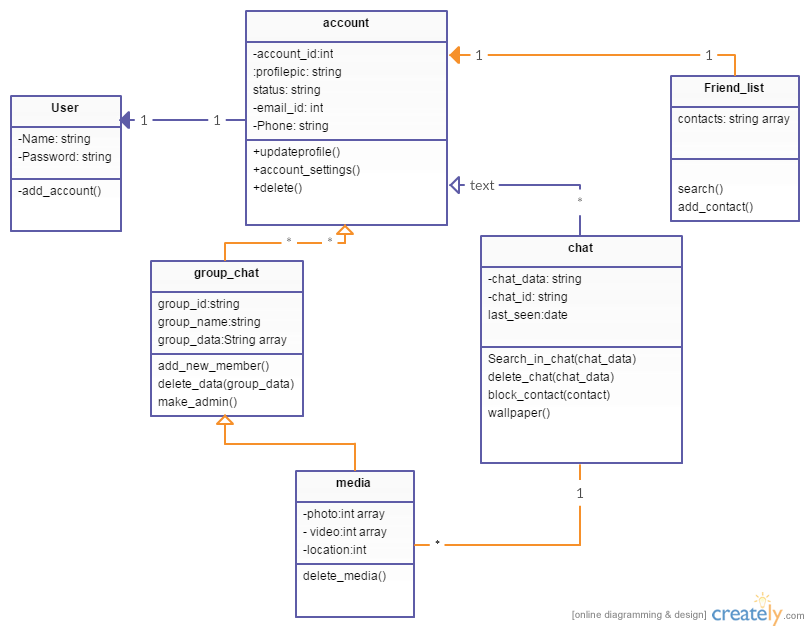 account
-account_id:int
:profilepic: string
status: string
-email_id: int
-Phone: string
+updateprofile()
+account_settings()
+delete()
1
1
Friend_list
contacts: string array
search()
add_contact()
User
-Name: string
-Password: string
-add_account()
1
1
text
*
chat
-chat_data: string
-chat_id: string
last_seen:date
Search_in_chat(chat_data)
delete_chat(chat_data)
block_contact(contact)
wallpaper()
*
*
group_chat
group_id:string
group_name:string
group_data:String array
add_new_member()
delete_data(group_data)
make_admin()
media
-photo:int array
- video:int array
-location:int
delete_media()
1
*
[online diagramming & design] creately.com